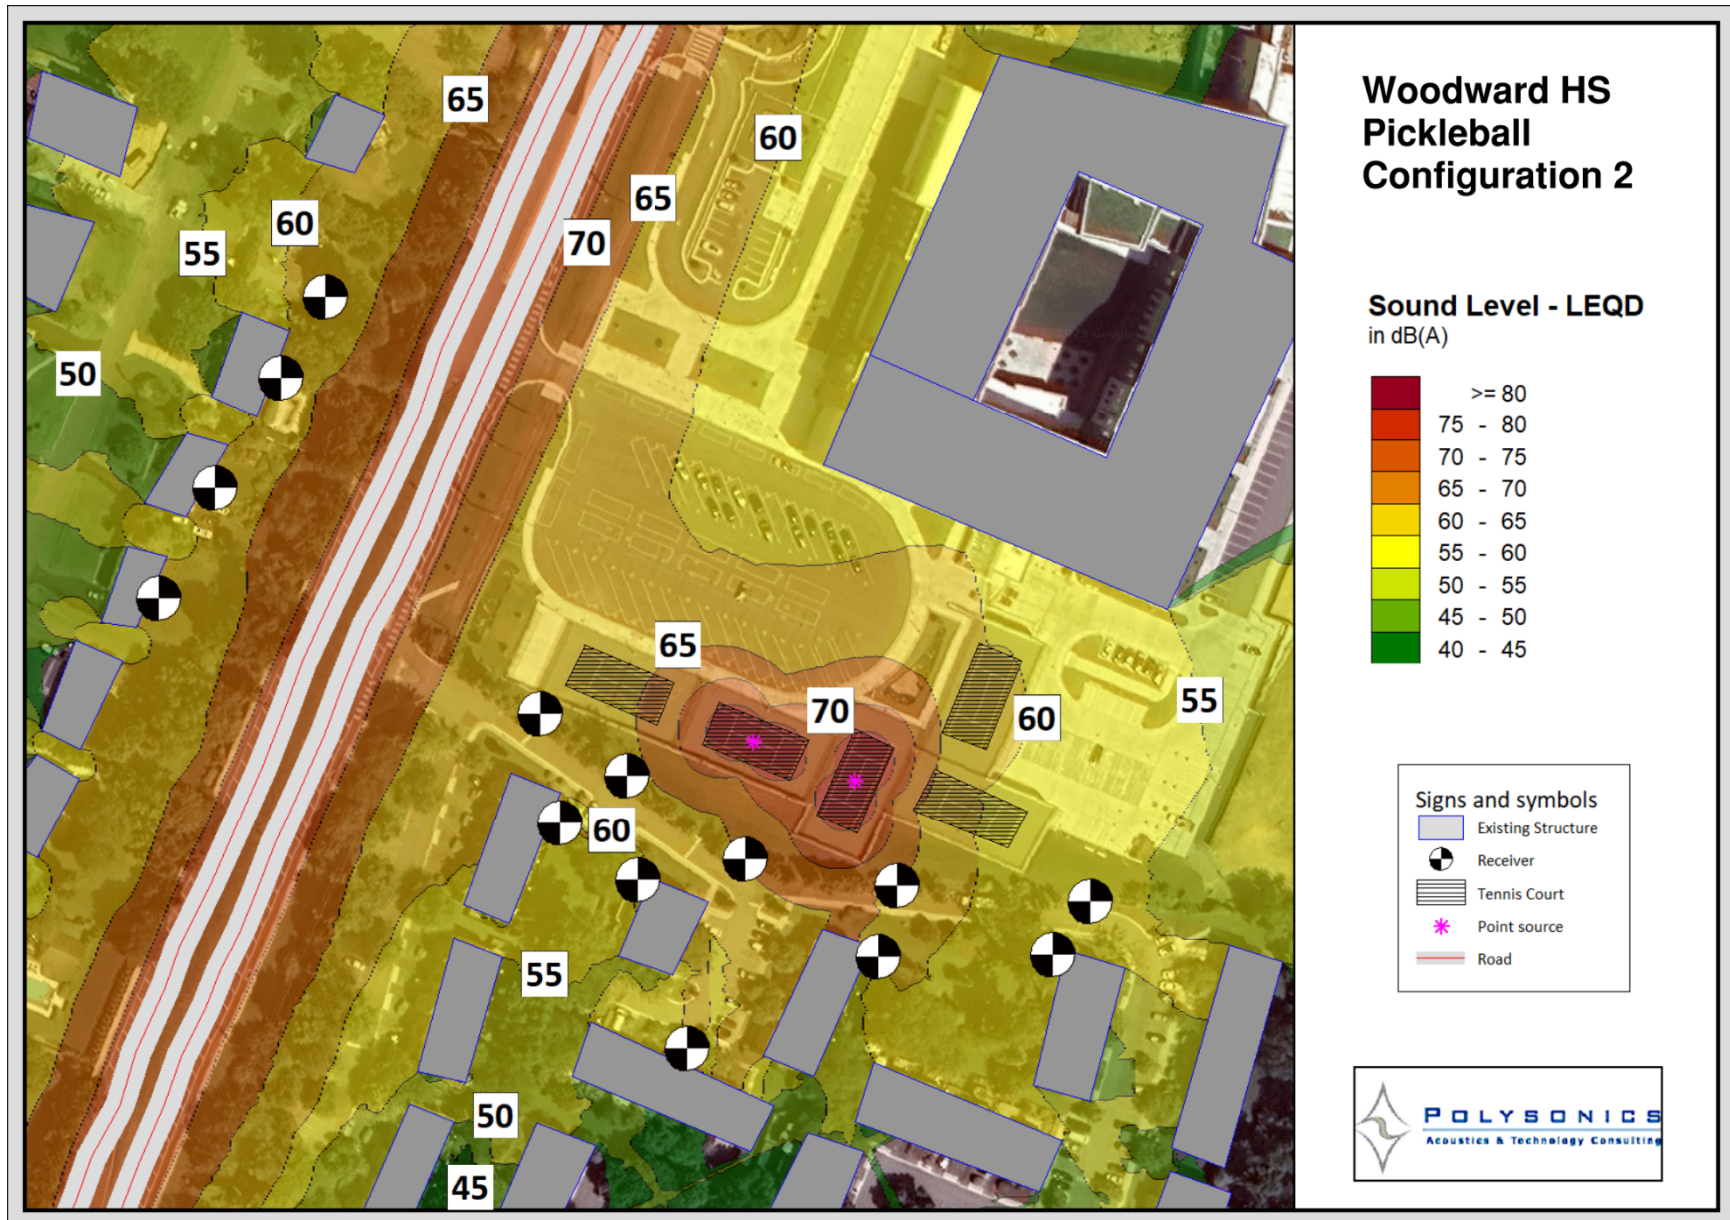 Woodward HS
Pickleball
Configuration 2
Sound Level - LEQD
in dB(A)
>= 80
75 - 80
70 - 75
65 - 70
60 - 65
55 - 60
50 - 55
45 - 50
40 - 45
Signs and symbols
Existing Structure
Receiver
Tennis Court
Point source
Road
POLYSONICS
Acoustics & Technology Consulting
65
60
65
60
70
55
50
65
70
60
55
60
55
50
45